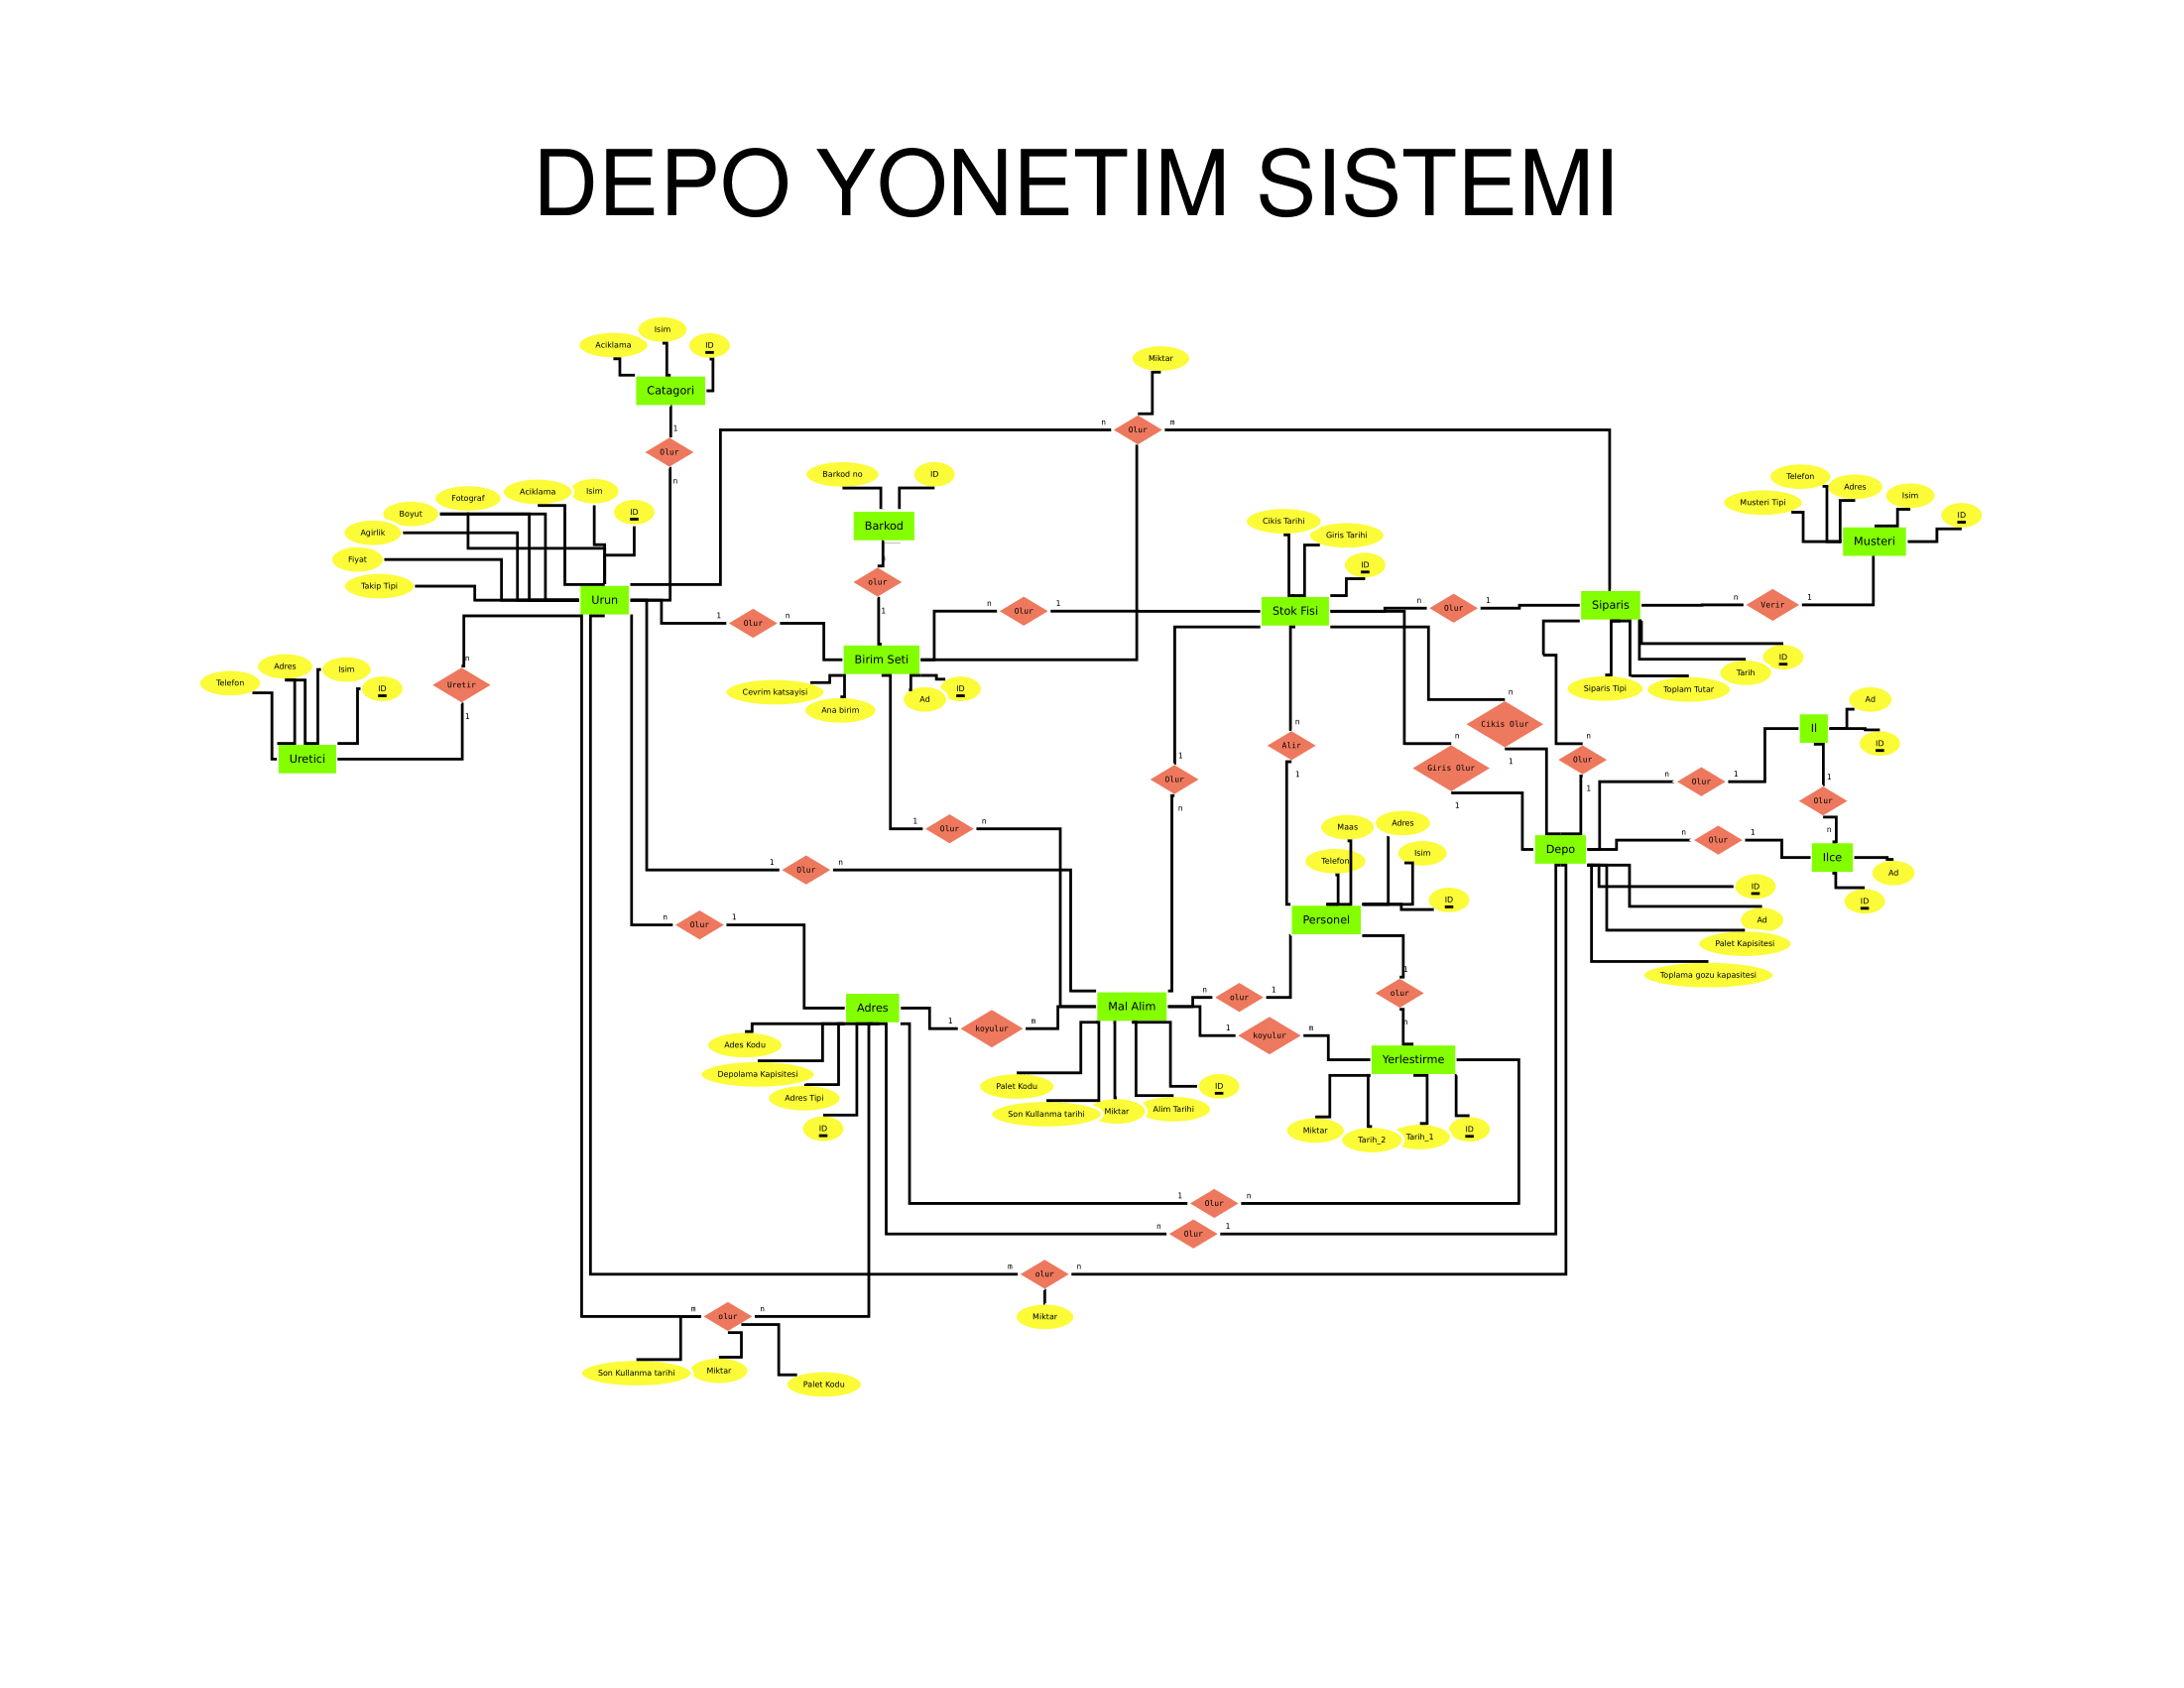 DEPO YONETIM SISTEMI
Isim
Aciklama
ID
Catagori
Miktar
1
Olur
n
n
Olur
m
Barkod no
ID
Barkod
olur
1
Fotograf
Aciklama
Isim
ID
Boyut
Agirlik
Fiyat
Takip Tipi
Urun
1
Olur
n
Birim Seti
Cevrim katsayisi
Ana birim
Ad
ID
n
Olur
1
Cikis Tarihi
Giris Tarihi
ID
Stok Fisi
n
Olur
1
Siparis
n
Verir
1
Telefon
Adres
Musteri Tipi
Isim
ID
Musteri
ID
Tarih
Siparis Tipi
Toplam Tutar
Telefon
Adres
Isim
ID
Uretici
n
Uretir
1
n
Cikis Olur
1
n
Giris Olur
1
n
Olur
1
n
Alir
1
1
Olur
n
Ad
Il
ID
n
Olur
1
1
Olur
n
n
Olur
1
Depo
Ilce
Ad
ID
ID
Ad
Palet Kapisitesi
Toplama gozu kapasitesi
1
Olur
n
1
Olur
n
n
Olur
1
Maas
Adres
Telefon
Isim
ID
Personel
1
olur
n
n
olur
1
Adres
1
koyulur
m
Mal Alim
1
koyulur
m
Yerlestirme
Ades Kodu
Depolama Kapisitesi
Adres Tipi
ID
Palet Kodu
Son Kullanma tarihi
Miktar
Alim Tarihi
ID
Miktar
Tarih_2
Tarih_1
ID
1
Olur
n
n
Olur
1
m
olur
n
Miktar
m
olur
n
Son Kullanma tarihi
Miktar
Palet Kodu